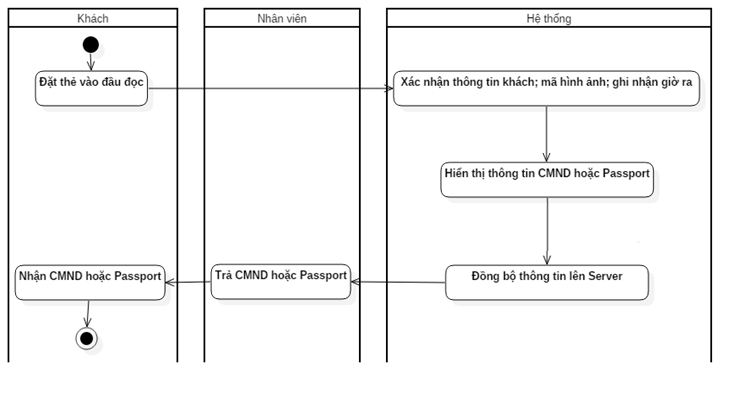 Khách
Nhân viên
Hệ thống
Đặt thẻ vào đầu đọc
Xác nhận thông tin khách; mã hình ảnh; ghi nhận giờ ra
Hiển thị thông tin CMND hoặc Passport
Nhận CMND hoặc Passport
Trả CMND hoặc Passport
Đồng bộ thông tin lên Server